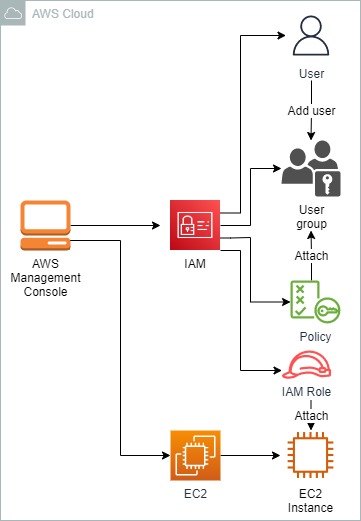 AWS Cloud
User
Add user
User
group
Attach
AWS
Management
Console
IAM
Policy
IAM Role
Attach
EC2
EC2
Instance